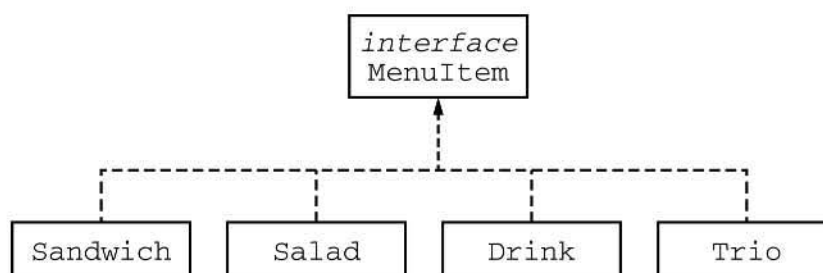 interface
MenuItem
Sandwich
Salad
Drink
Trio